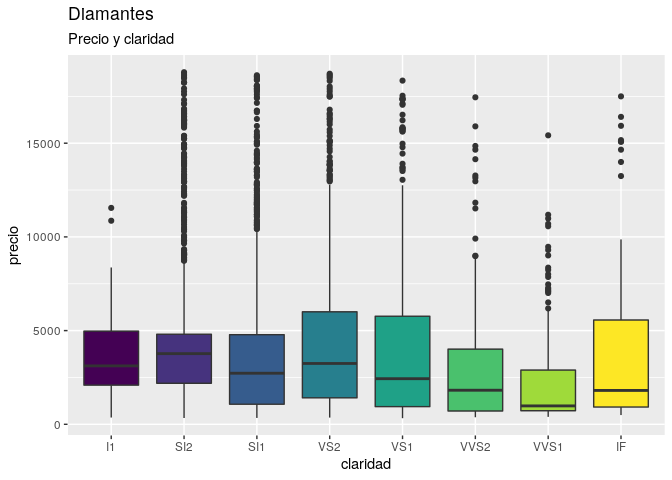 Diamantes
Precio y claridad
precio
15000
10000
5000
0
I1 SI2 SI1 VS2 VS1 VVS2 VVS1 IF
claridad